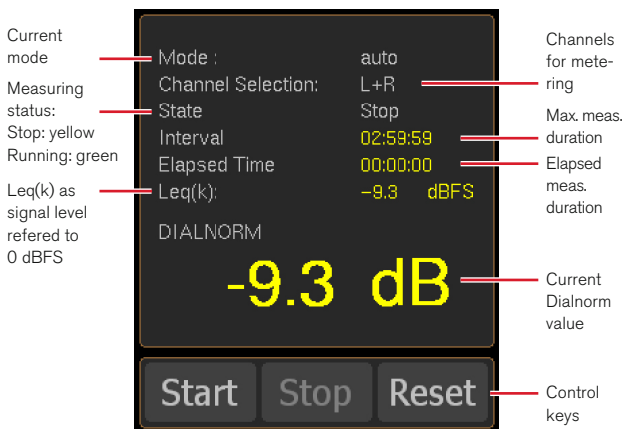 Current
mode
Measuring
status:
Stop: yellow
Running: green
Leq(k) as
signal level
refered to
0 dBFS
Mode : auto
Channel Selection: L+R
State Stop
Interval 02:59:59
Elapsed Time 00:00:00
Leq(k): -9.3 dBFS
DIALNORM
-9.3 dB
Start Stop Reset
Channels
for mete-
ring
Max. meas.
duration
Elapsed
meas.
duration
Current
Dialnorm
value
Control
keys